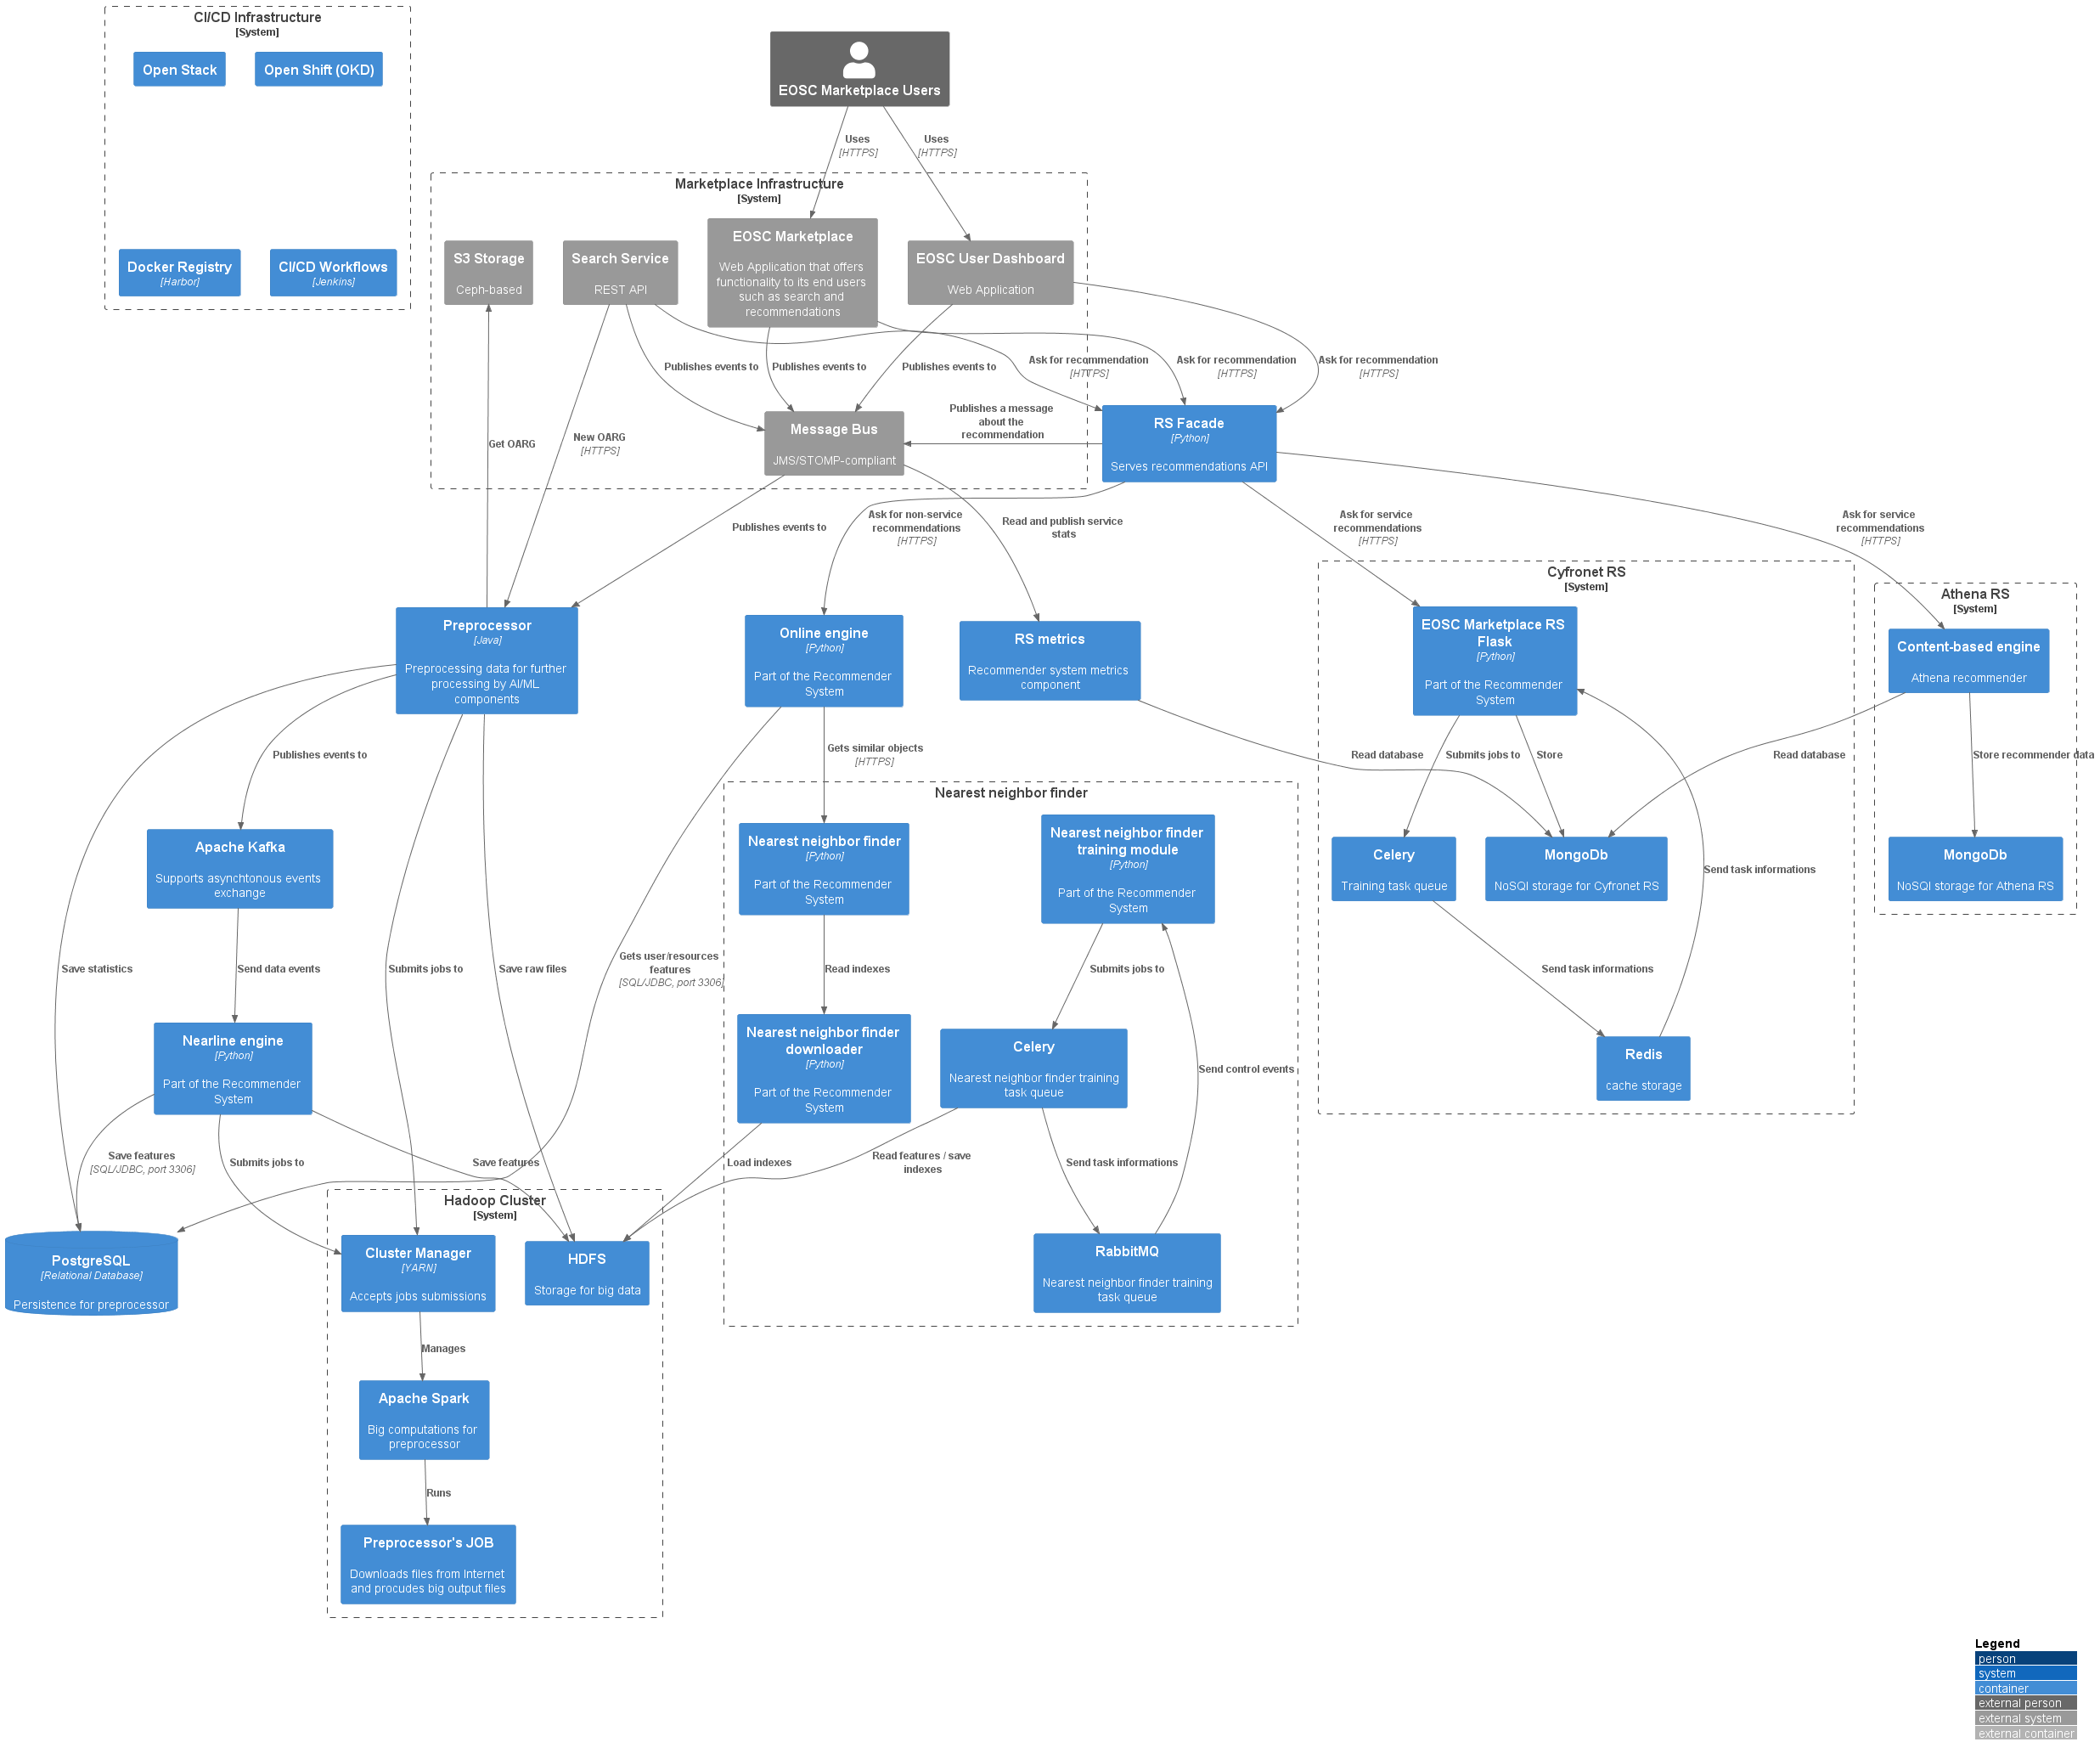 CI/CD Infrastructure
[System]
Open Stack
Open Shift (OKD)
Docker Registry
[Harbor]
CI/CD Workflows
[Jenkins]
EOSC Marketplace Users
Uses
[HTTPS]
Uses
[HTTPS]
Marketplace Infrastructure
[System]
S3 Storage
Ceph-based
Search Service
REST API
EOSC Marketplace
Web Application that offers
functionality to its end users
such as search and
recommendations
EOSC User Dashboard
Web Application
Publishes events to
Publishes events to
Publishes events to
Ask for recommendation
[HTTPS]
Ask for recommendation
[HTTPS]
Ask for recommendation
[HTTPS]
Get OARG
New OARG
[HTTPS]
Message Bus
JMS/STOMP-compliant
Publishes a message
about the
recommendation
RS Facade
[Python]
Serves recommendations API
Publishes events to
Ask for non-service
recommendations
[HTTPS]
Read and publish service
stats
Ask for service
recommendations
[HTTPS]
Ask for service
recommendations
[HTTPS]
Preprocessor
[Java]
Preprocessing data for further
processing by AI/ML
components
Online engine
[Python]
Part of the Recommender
System
RS metrics
Recommender system metrics
component
Cyfronet RS
[System]
EOSC Marketplace RS
Flask
[Python]
Part of the Recommender
System
Athena RS
[System]
Content-based engine
Athena recommender
Publishes events to
Gets similar objects
[HTTPS]
Read database
Submits jobs to
Store
Read database
Store recommender data
Nearest neighbor finder
Nearest neighbor finder
[Python]
Part of the Recommender
System
Nearest neighbor finder
training module
[Python]
Part of the Recommender
System
Apache Kafka
Supports asynchtonous events
exchange
Celery
Training task queue
MongoDb
NoSQl storage for Cyfronet RS
MongoDb
NoSQl storage for Athena RS
Send task informations
Save statistics
Send data events
Submits jobs to
Save raw files
Gets user/resources
features
[SQL/JDBC, port 3306]
Read indexes
Submits jobs to
Send task informations
Nearline engine
[Python]
Part of the Recommender
System
Nearest neighbor finder
downloader
[Python]
Part of the Recommender
System
Celery
Nearest neighbor finder training
task queue
Send control events
Redis
cache storage
Save features
[SQL/JDBC, port 3306]
Submits jobs to
Save features
Load indexes
Read features / save
indexes
Send task informations
PostgreSQL
[Relational Database]
Persistence for preprocessor
Hadoop Cluster
[System]
Cluster Manager
[YARN]
Accepts jobs submissions
HDFS
Storage for big data
RabbitMQ
Nearest neighbor finder training
task queue
Manages
Apache Spark
Big computations for
preprocessor
Runs
Preprocessor's JOB
Downloads files from Internet
and procudes big output files
Legend
person
system
container
external person
external system
external container